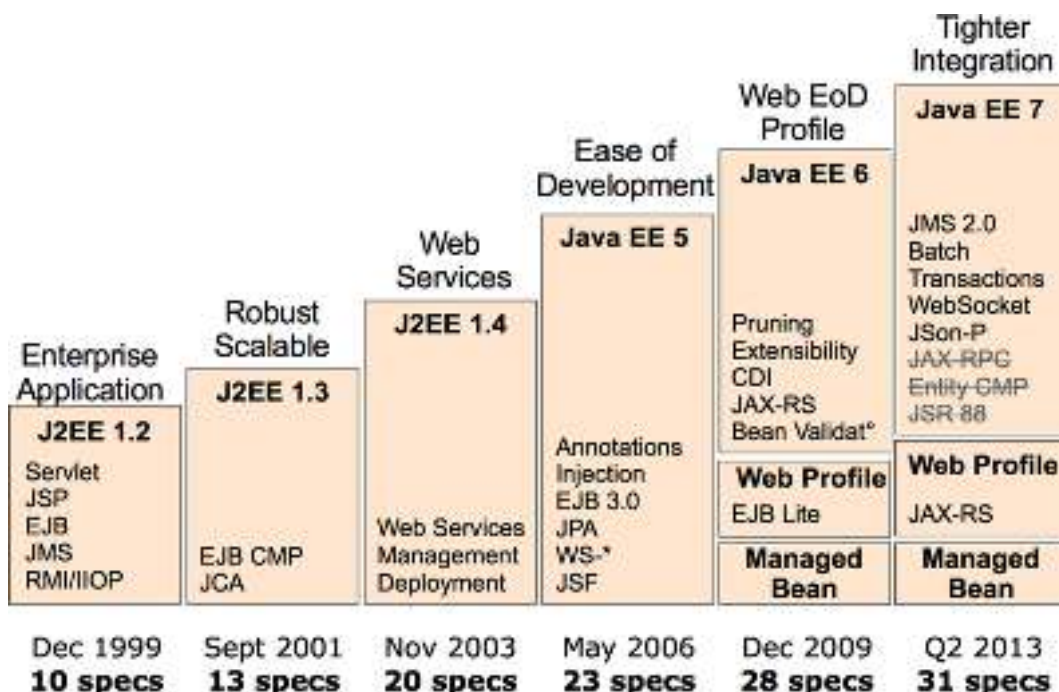 Enterprise
Application
J2EE 1.2
Servlet
JSP
EJB
JMS
RMI/IIOP
Dec 1999
10 specs
Robust
Scalable
J2EE 1.3
EJB CMP
JCA
Sept 2001
13 specs
Web
Services
J2EE 1.4
Web Services
Management
Deployment
Nov 2003
20 specs
Ease of
Development
Java EE 5
Annotations
Injection
EJB 3.0
JPA
WS-*
JSF
May 2006
23 specs
Web EoD
Profile
Java EE 6
Pruning
Extensibility
CDI
JAX-RS
Bean Validat°
Web Profile
EJB Lite
Managed
Bean
Dec 2009
28 specs
Tighter
Integration
Java EE 7
JMS 2.0
Batch
Transactions
WebSocket
JSon-P
JAX-RPC
Entity CMP
JSR 88
Web Profile
JAX-RS
Managed
Bean
Q2 2013
31 specs